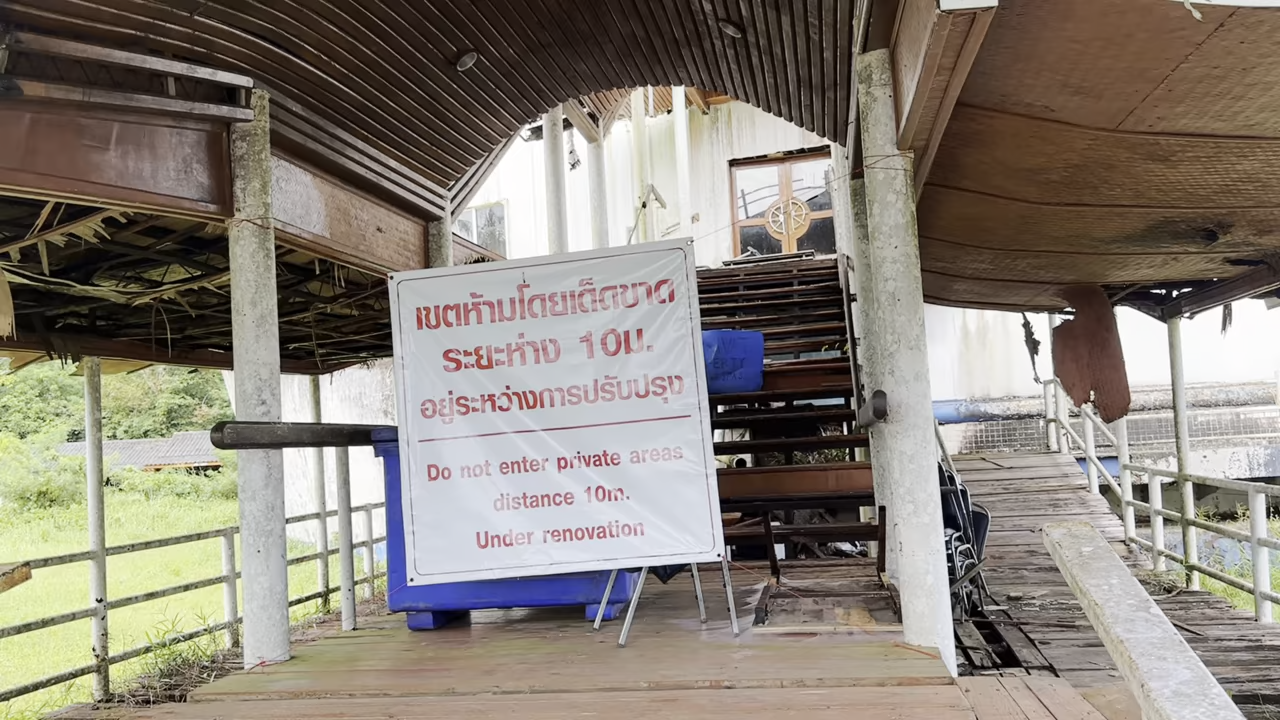 เขตห้ามโดยเด็ดขาด
ระยะห่าง 10ม.
อยู่ระหว่างการปรับปรุง
Do not enter private areas
distance 10m.
Under renovation